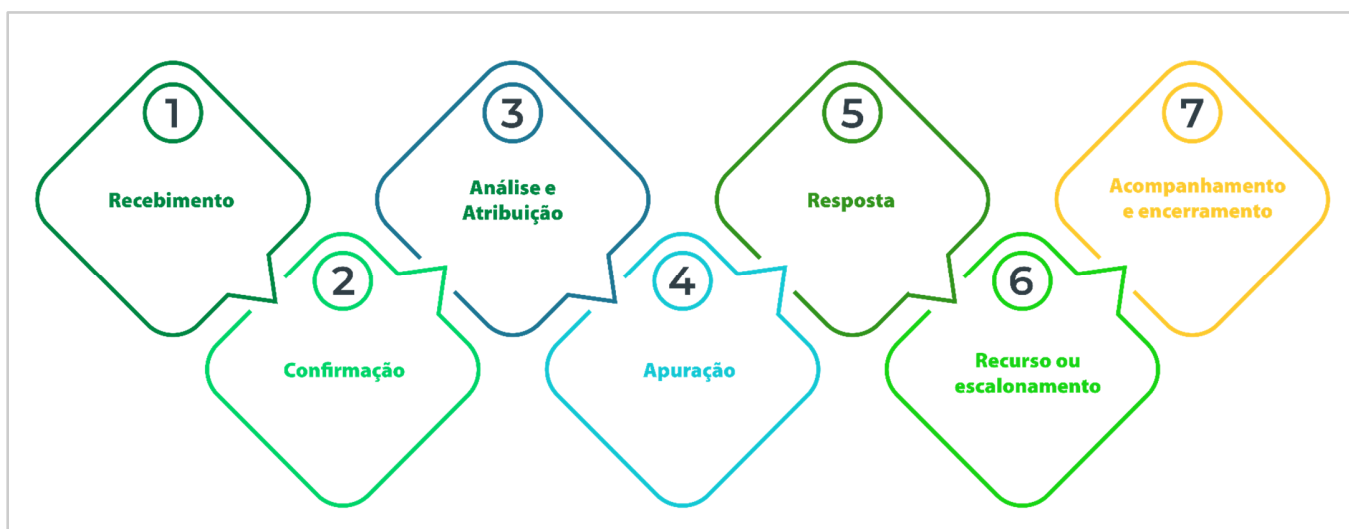 1
Recebimento
2
Confirmação
3
Análise e
Atribuição
4
Apuração
5
Resposta
6
Recurso ou
escalonamento
7
Acompanhamento
e encerramento